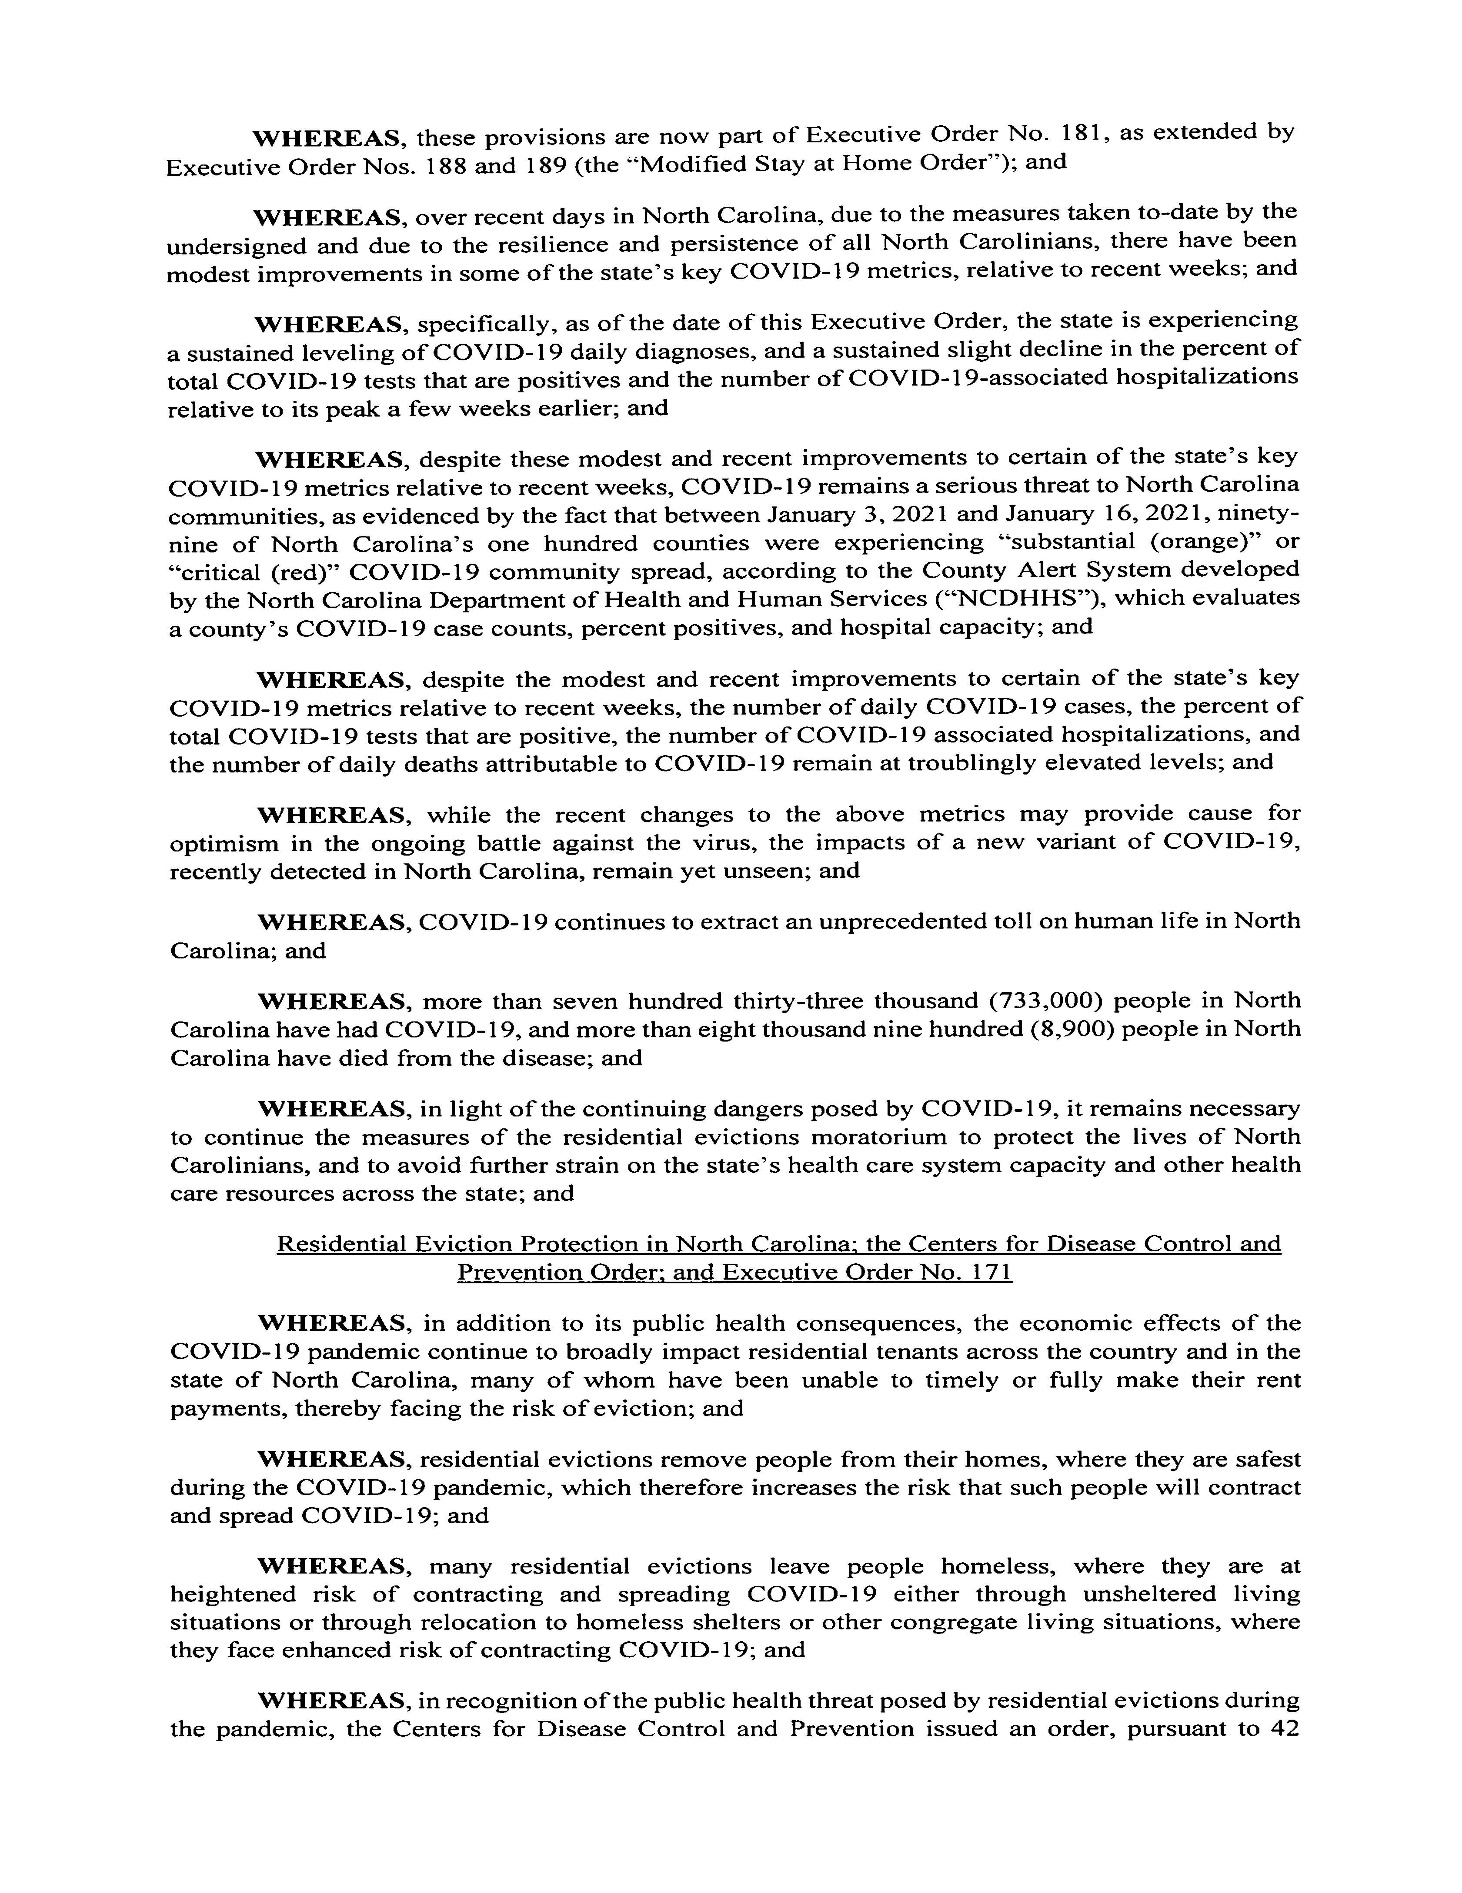 WHEREAS, these provisions are now part of Executive Order No. 181, as extended by
Executive Order Nos. 188 and 189 (the “Modified Stay at Home Order”); and
WHEREAS, over recent days in North Carolina, due to the measures taken to-date by the
undersigned and due to the resilience and persistence of all North Carolinians, there have been
modest improvements in some of the state’s key COVID-19 metrics, relative to recent weeks; and
WHEREAS, specifically, as of the date of this Executive Order, the state is experiencing
a sustained leveling of COVID-19 daily diagnoses, and a sustained slight decline in the percent of
total COVID-19 tests that are positives and the number of COVID-19-associated hospitalizations
relative to its peak a few weeks earlier; and
WHEREAS, despite these modest and recent improvements to certain of the state’s key
COVID-19 metrics relative to recent weeks, COVID-19 remains a serious threat to North Carolina
communities, as evidenced by the fact that between January 3, 2021 and January 16, 2021, ninety-
nine of North Carolina’s one hundred counties were experiencing “substantial (orange)” or
“critical (red)” COVID-19 community spread, according to the County Alert System developed
by the North Carolina Department of Health and Human Services (“NCDHHS”), which evaluates
a county’s COVID-19 case counts, percent positives, and hospital capacity; and
WHEREAS, despite the modest and recent improvements to certain of the state’s key
COVID-19 metrics relative to recent weeks, the number of daily COVID-19 cases, the percent of
total COVID-19 tests that are positive, the number of COVID-19 associated hospitalizations, and
the number of daily deaths attributable to COVID-19 remain at troublingly elevated levels; and
WHEREAS, while the recent changes to the above metrics may provide cause for
optimism in the ongoing battle against the virus, the impacts of a new variant of COVID-19,
recently detected in North Carolina, remain yet unseen; and
WHEREAS, COVID-19 continues to extract an unprecedented toll on human life in North
Carolina; and
WHEREAS, more than seven hundred thirty-three thousand (733,000) people in North
Carolina have had COVID-19, and more than eight thousand nine hundred (8,900) people in North
Carolina have died from the disease; and
WHEREAS, in light of the continuing dangers posed by COVID-19, it remains necessary
to continue the measures of the residential evictions moratorium to protect the lives of North
Carolinians, and to avoid further strain on the state’s health care system capacity and other health
care resources across the state; and
Residential Eviction Protection in North Carolina; the Centers for Disease Control and
Prevention Order; and Executive Order No. 171
WHEREAS, in addition to its public health consequences, the economic effects of the
COVID-19 pandemic continue to broadly impact residential tenants across the country and in the
state of North Carolina, many of whom have been unable to timely or fully make their rent
payments, thereby facing the risk of eviction; and
WHEREAS, residential evictions remove people from their homes, where they are safest
during the COVID-19 pandemic, which therefore increases the risk that such people will contract
and spread COVID-19; and
WHEREAS, many residential evictions leave people homeless, where they are at
heightened risk of contracting and spreading COVID-19 either through unsheltered living
situations or through relocation to homeless shelters or other congregate living situations, where
they face enhanced risk of contracting COVID-19; and
WHEREAS, in recognition of the public health threat posed by residential evictions during
the pandemic, the Centers for Disease Control and Prevention issued an order, pursuant to 42